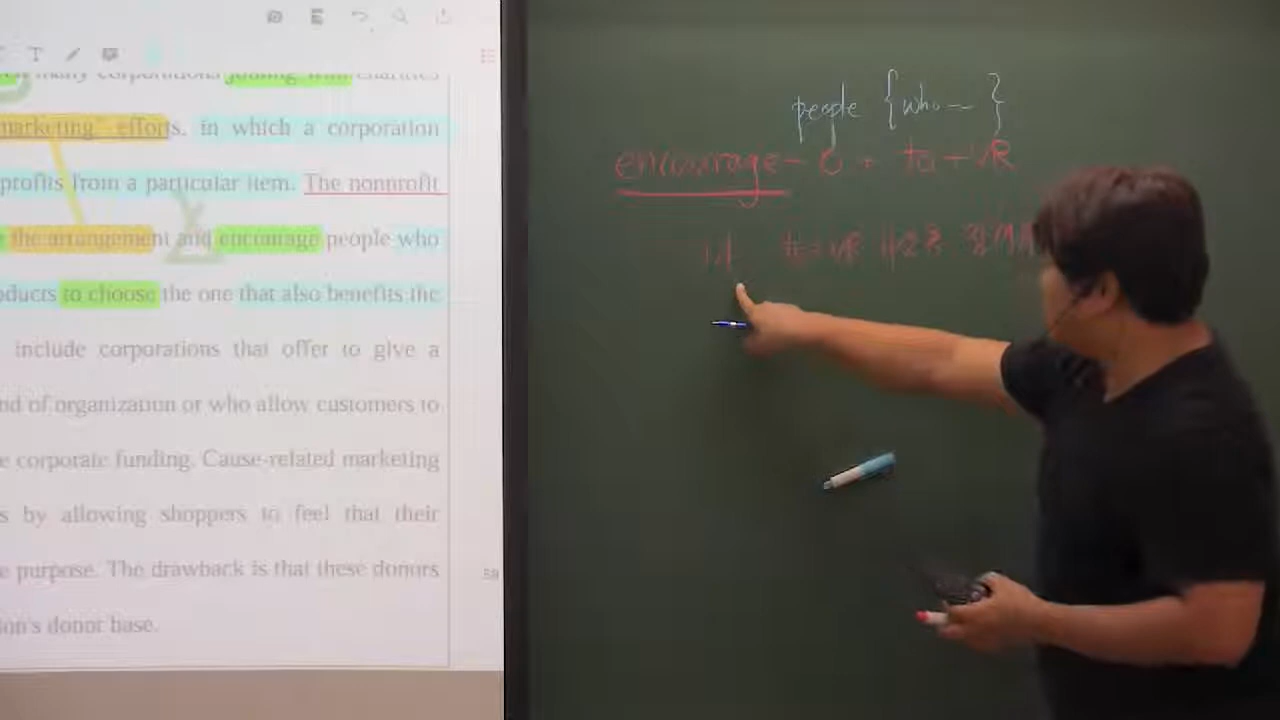 many corporations joining with charities
marketing" efforts, in which a corporation
profits from a particular item. The nonprofit
the arrangement and encourage people who
to choose the one that also benefits the
include corporations that offer to give a
of organization or who allow customers to
corporate funding. Cause-related marketing
by allowing shoppers to feel that their
purpose. The drawback is that these donors
donor base.
people { who ~ }
encourage - O + to + VR